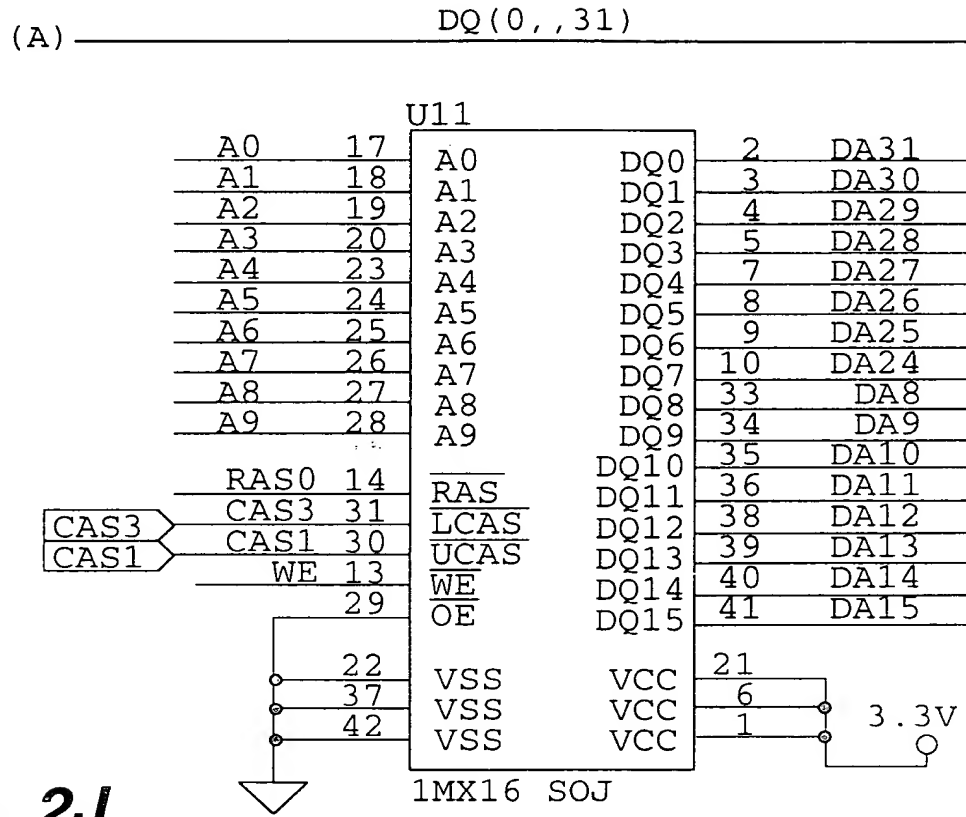 (A) DQ(0,,31)
U11
A0 17 A0 DQ0 2 DA31
A1 18 A1 DQ1 3 DA30
A2 19 A2 DQ2 4 DA29
A3 20 A3 DQ3 5 DA28
A4 23 A4 DQ4 7 DA27
A5 24 A5 DQ5 8 DA26
A6 25 A6 DQ6 9 DA25
A7 26 A7 DQ7 10 DA24
A8 27 A8 DQ8 33 DA8
A9 28 A9 DQ9 34 DA9
DQ10 35 DA10
RAS0 14 RAS DQ11 36 DA11
CAS3 CAS3 31 LCAS DQ12 38 DA12
CAS1 CAS1 30 UCAS DQ13 39 DA13
WE 13 WE DQ14 40 DA14
29 OE DQ15 41 DA15
22 VSS VCC 21
37 VSS VCC 6
42 VSS VCC 1
3.3V
1MX16 SOJ